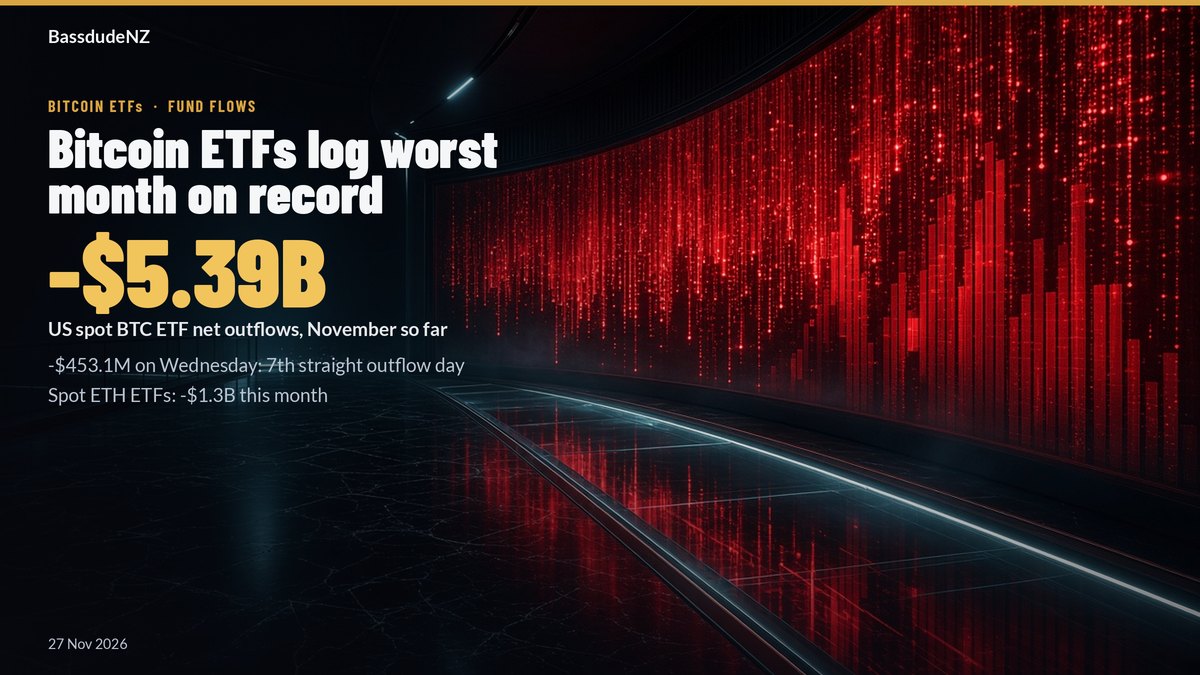 BassdudeNZ
BITCOIN ETFs · FUND FLOWS
Bitcoin ETFs log worst
month on record
-$5.39B
US spot BTC ETF net outflows, November so far
-$453.1M on Wednesday: 7th straight outflow day
Spot ETH ETFs: -$1.3B this month
27 Nov 2026